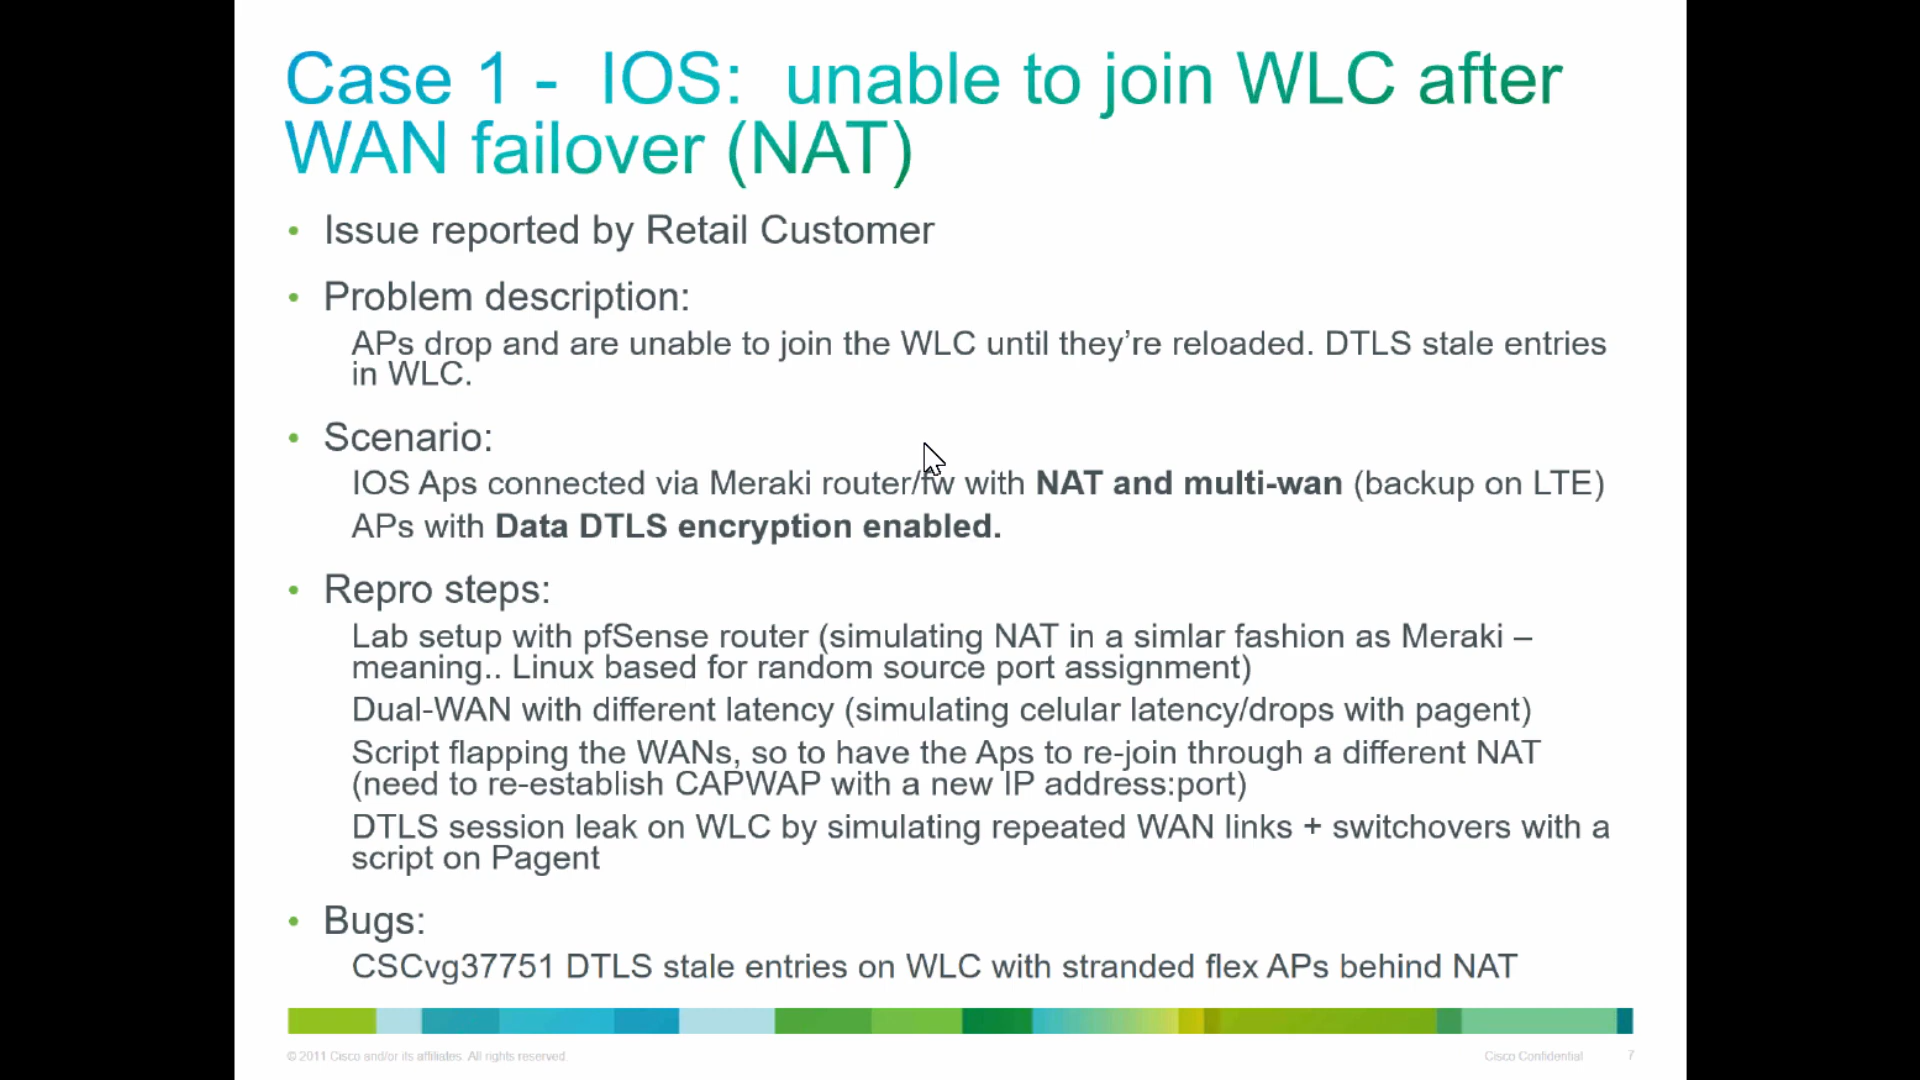 Case 1 - IOS: unable to join WLC after
WAN failover (NAT)
• Issue reported by Retail Customer
• Problem description:
APs drop and are unable to join the WLC until they’re reloaded. DTLS stale entries
in WLC.
• Scenario:
IOS Aps connected via Meraki router/fw with NAT and multi-wan (backup on LTE)
APs with Data DTLS encryption enabled.
• Repro steps:
Lab setup with pfSense router (simulating NAT in a simlar fashion as Meraki –
meaning.. Linux based for random source port assignment)
Dual-WAN with different latency (simulating celular latency/drops with pagent)
Script flapping the WANs, so to have the Aps to re-join through a different NAT
(need to re-establish CAPWAP with a new IP address:port)
DTLS session leak on WLC by simulating repeated WAN links + switchovers with a
script on Pagent
• Bugs:
CSCvg37751 DTLS stale entries on WLC with stranded flex APs behind NAT
© 2011 Cisco and/or its affiliates. All rights reserved.
Cisco Confidential 7